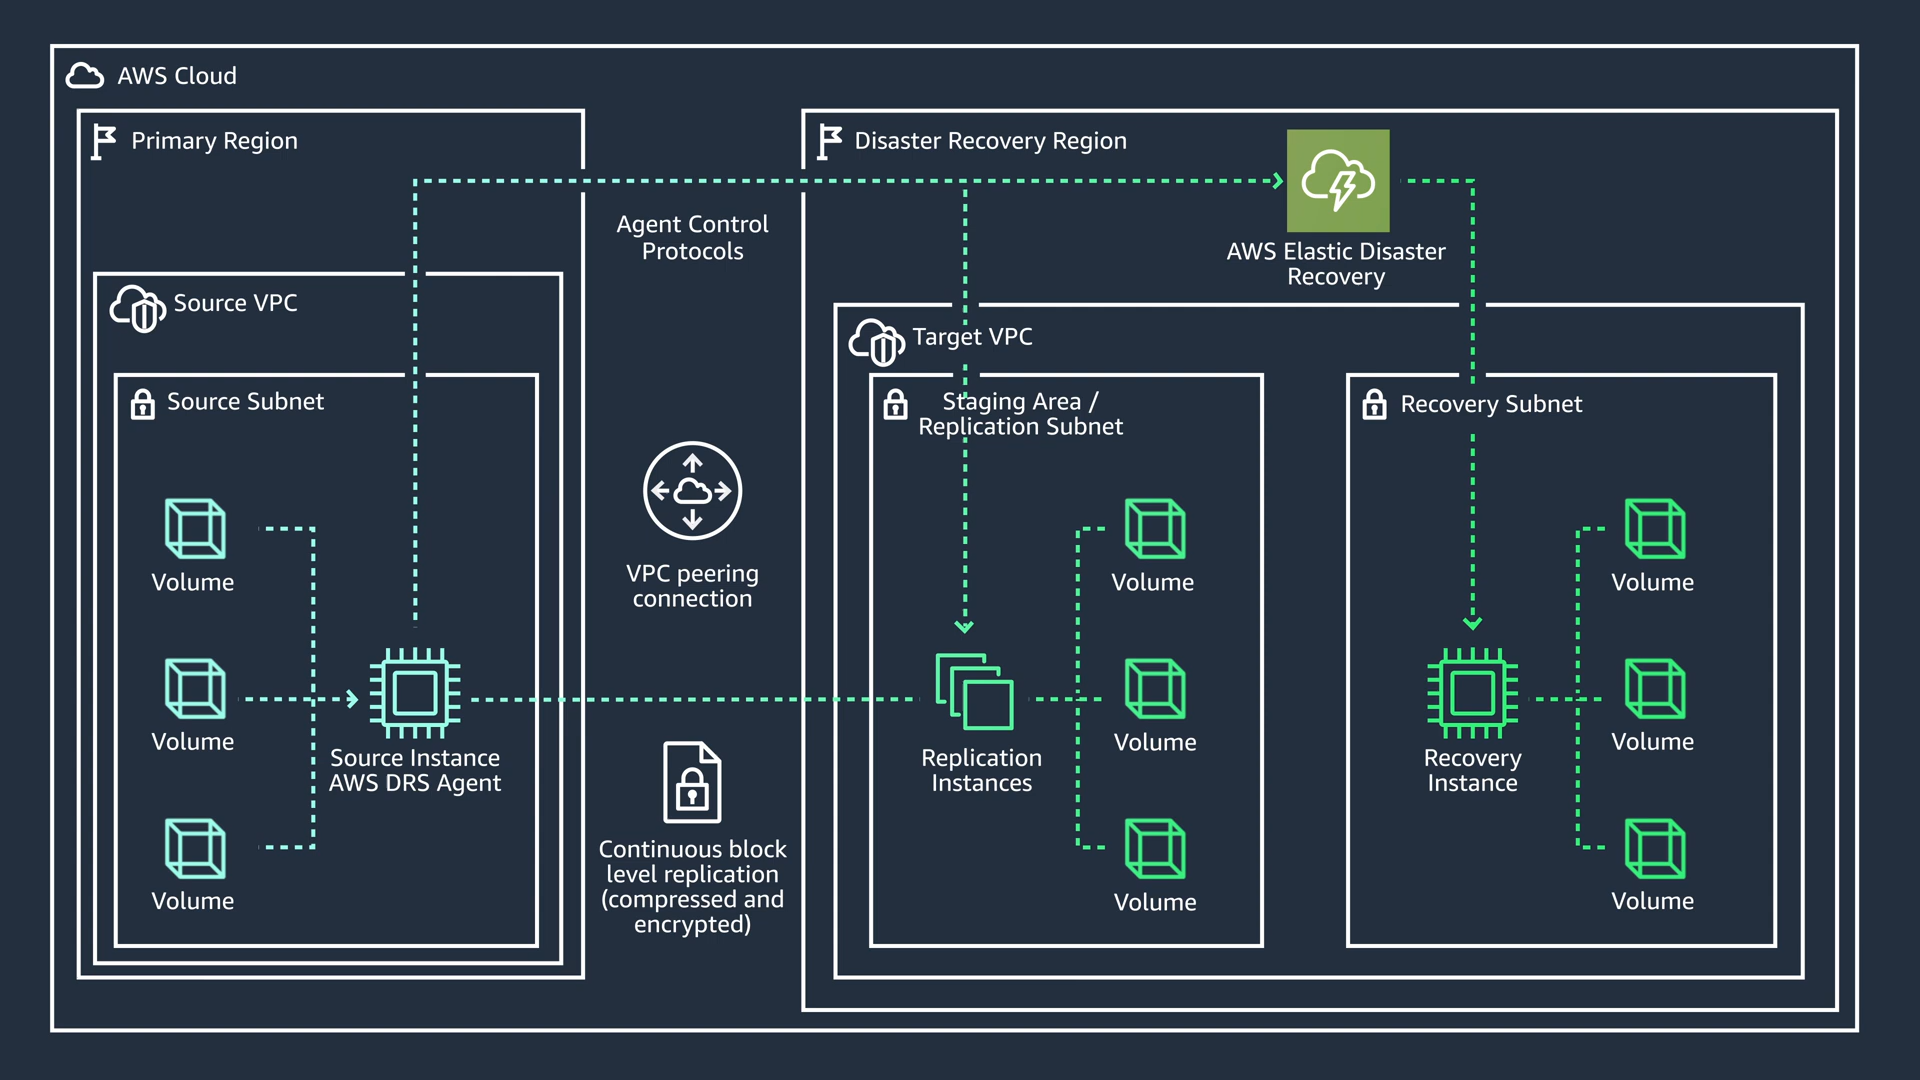 AWS Cloud
Primary Region
Source VPC
Source Subnet
Volume
Volume
Volume
Source Instance
AWS DRS Agent
Agent Control
Protocols
VPC peering
connection
Continuous block
level replication
(compressed and
encrypted)
Disaster Recovery Region
AWS Elastic Disaster
Recovery
Target VPC
Staging Area /
Replication Subnet
Replication
Instances
Volume
Volume
Volume
Recovery Subnet
Recovery
Instance
Volume
Volume
Volume